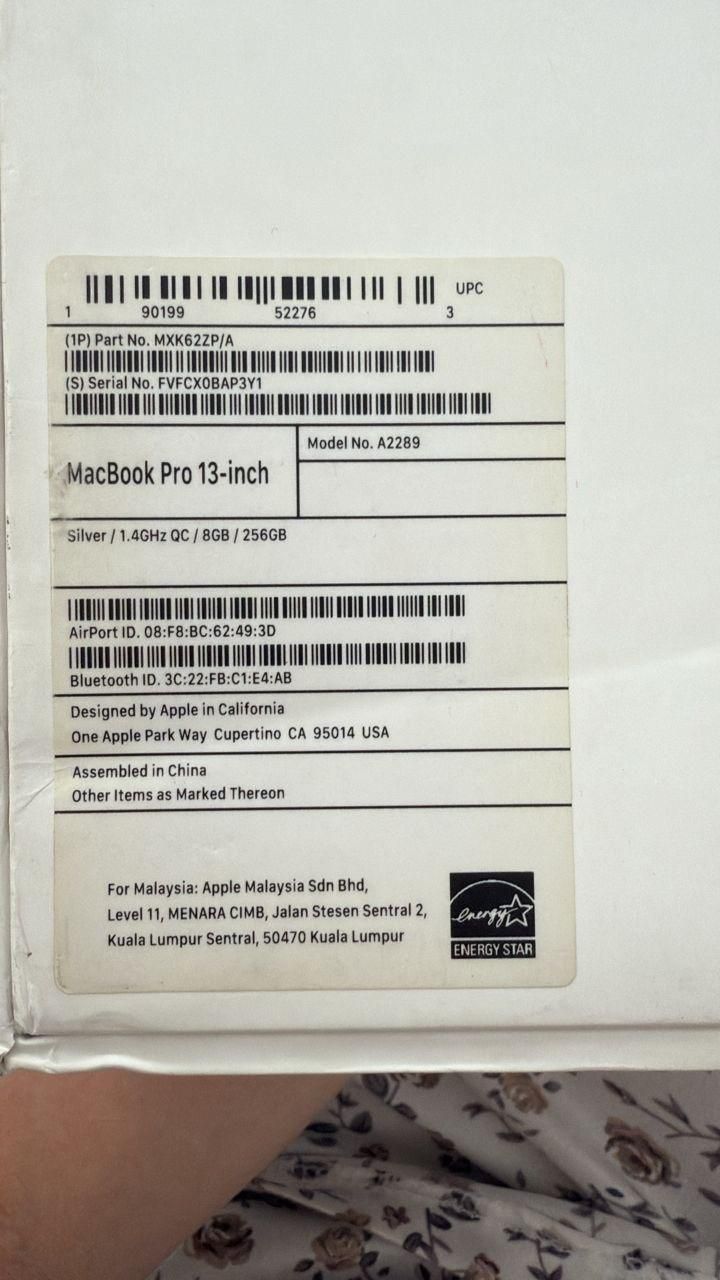 UPC
1 90199 52276 3
(1P) Part No. MXK62ZP/A
(S) Serial No. FVFCX0BAP3Y1
Model No. A2289
MacBook Pro 13-inch
Silver / 1.4GHz QC / 8GB / 256GB
AirPort ID. 08:F8:BC:62:49:3D
Bluetooth ID. 3C:22:FB:C1:E4:AB
Designed by Apple in California
One Apple Park Way Cupertino CA 95014 USA
Assembled in China
Other Items as Marked Thereon
For Malaysia: Apple Malaysia Sdn Bhd,
Level 11, MENARA CIMB, Jalan Stesen Sentral 2,
Kuala Lumpur Sentral, 50470 Kuala Lumpur
energy
ENERGY STAR